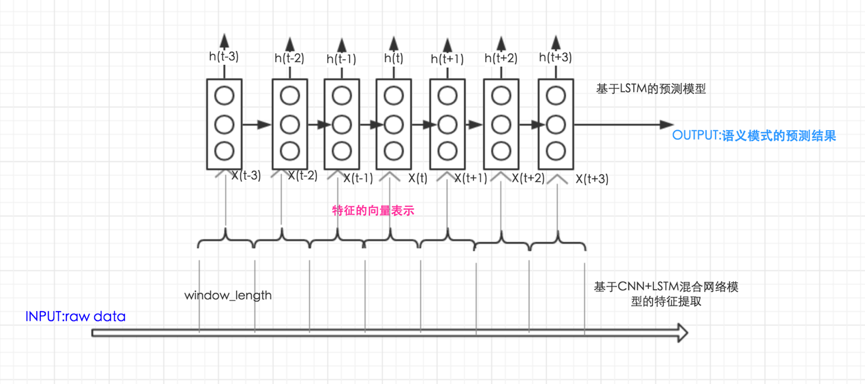 h(t-3)
h(t-2)
h(t-1)
h(t)
h(t+1)
h(t+2)
h(t+3)
基于LSTM的预测模型
OUTPUT:语义模式的预测结果
X(t-3)
X(t-2)
X(t-1)
X(t)
X(t+1)
X(t+2)
X(t+3)
特征的向量表示
window_length
基于CNN+LSTM混合网络模
型的特征提取
INPUT:raw data